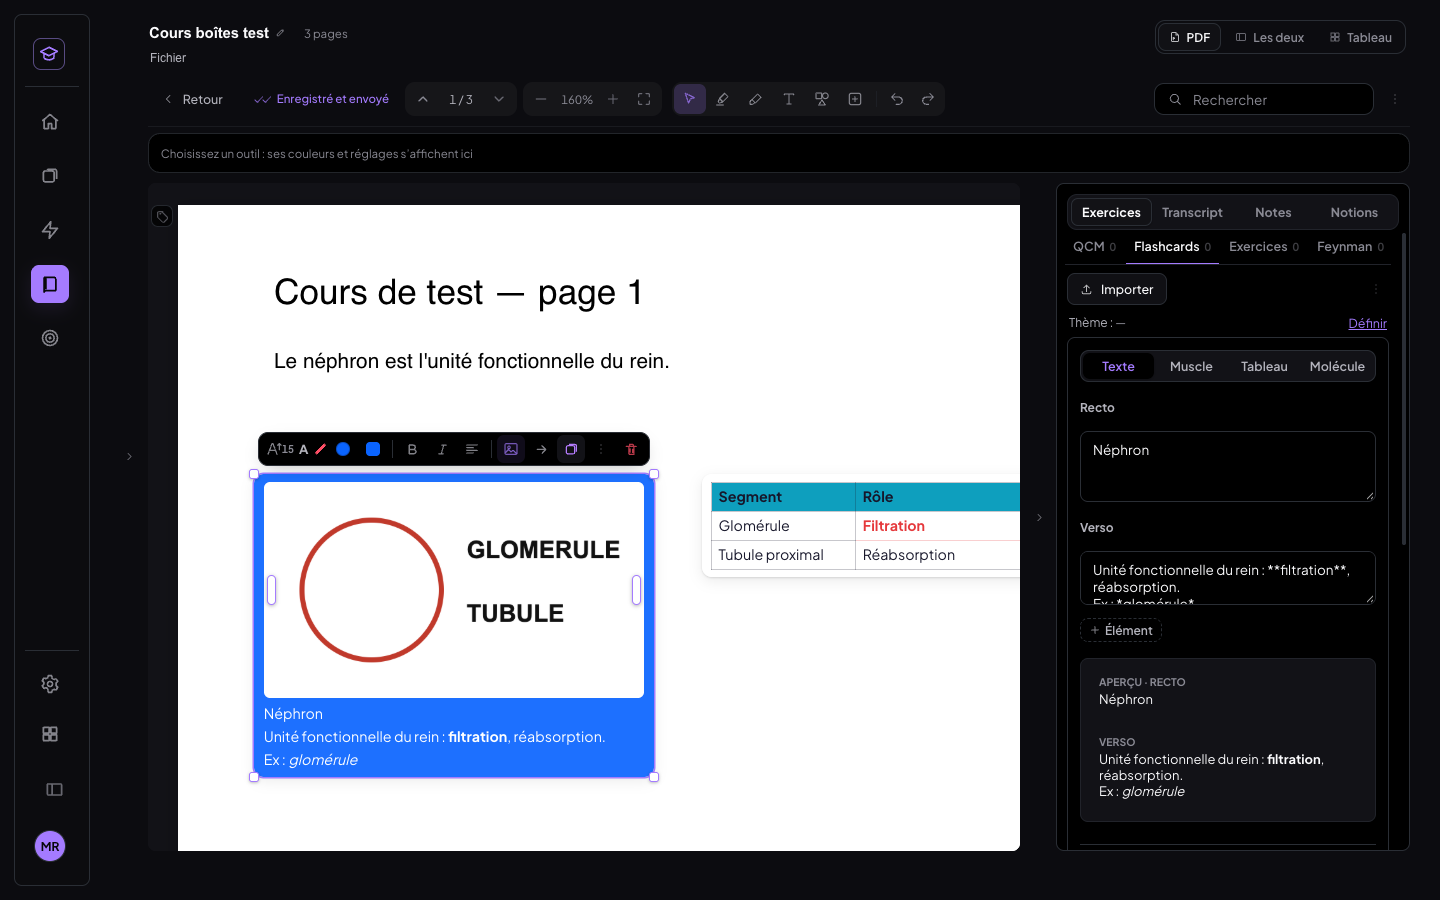 Cours boîtes test
3 pages
Fichier
PDF
Les deux
Tableau
Retour
Enregistré et envoyé
1 / 3
160%
T
Rechercher
Choisissez un outil : ses couleurs et réglages s'affichent ici
Cours de test — page 1
Le néphron est l'unité fonctionnelle du rein.
A 15 A B I
GLOMERULE
TUBULE
Néphron
Unité fonctionnelle du rein : filtration, réabsorption.
Ex : glomérule
Segment Rôle
Glomérule Filtration
Tubule proximal Réabsorption
Exercices Transcript Notes Notions
QCM 0 Flashcards 0 Exercices 0 Feynman 0
Importer
Thème : — Définir
Texte Muscle Tableau Molécule
Recto
Néphron
Verso
Unité fonctionnelle du rein : **filtration**,
réabsorption.
Ex : *glomérule*
+ Élément
APERÇU · RECTO
Néphron
VERSO
Unité fonctionnelle du rein : filtration,
réabsorption.
Ex : glomérule
MR